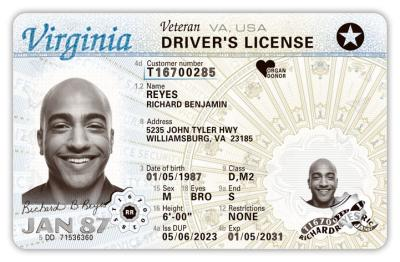 Virginia
Veteran VA, USA
DRIVER'S LICENSE
4d Customer number
T16700285
ORGAN
DONOR
1,2 Name
REYES
RICHARD BENJAMIN
8 Address
5235 JOHN TYLER HWY
WILLIAMSBURG, VA 23185
3 Date of birth
01/05/1987
9 Class
D,M2
15 Sex
M
18 Eyes
BRO
9a End
S
16 Height
6'-00"
12 Restrictions
NONE
4a Iss DUP
05/06/2023
4b Exp
01/05/2031
Richard B Reyes
JAN 87
5 DD 71536360
RR